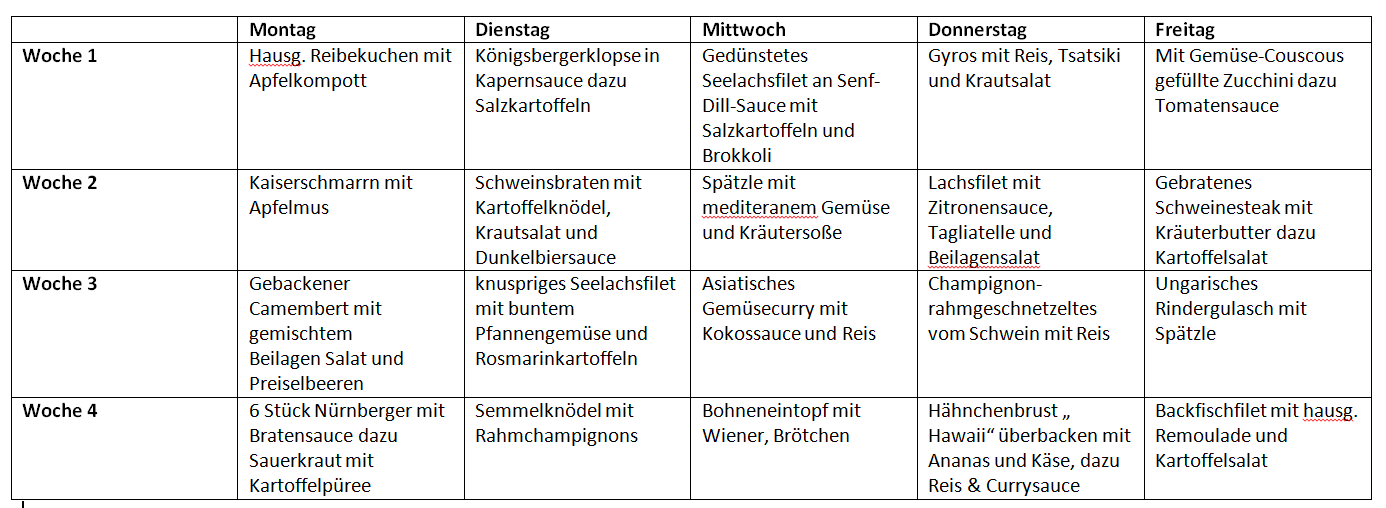 Montag
Dienstag
Mittwoch
Donnerstag
Freitag
Woche 1
Hausg. Reibekuchen mit
Apfelkompott
Königsbergerklopse in
Kapernsauce dazu
Salzkartoffeln
Gedünstetes
Seelachsfilet an Senf-
Dill-Sauce mit
Salzkartoffeln und
Brokkoli
Gyros mit Reis, Tsatsiki
und Krautsalat
Mit Gemüse-Couscous
gefüllte Zucchini dazu
Tomatensauce
Woche 2
Kaiserschmarrn mit
Apfelmus
Schweinsbraten mit
Kartoffelknödel,
Krautsalat und
Dunkelbiersauce
Spätzle mit
mediteranem Gemüse
und Kräutersoße
Lachsfilet mit
Zitronensauce,
Tagliatelle und
Beilagensalat
Gebratenes
Schweinesteak mit
Kräuterbutter dazu
Kartoffelsalat
Woche 3
Gebackener
Camembert mit
gemischtem
Beilagen Salat und
Preiselbeeren
knuspriges Seelachsfilet
mit buntem
Pfannengemüse und
Rosmarinkartoffeln
Asiatisches
Gemüsecurry mit
Kokossauce und Reis
Champignon-
rahmgeschnetzeltes
vom Schwein mit Reis
Ungarisches
Rindergulasch mit
Spätzle
Woche 4
6 Stück Nürnberger mit
Bratensauce dazu
Sauerkraut mit
Kartoffelpüree
Semmelknödel mit
Rahmchampignons
Bohneneintopf mit
Wiener, Brötchen
Hähnchenbrust „
Hawaii“ überbacken mit
Ananas und Käse, dazu
Reis & Currysauce
Backfischfilet mit hausg.
Remoulade und
Kartoffelsalat